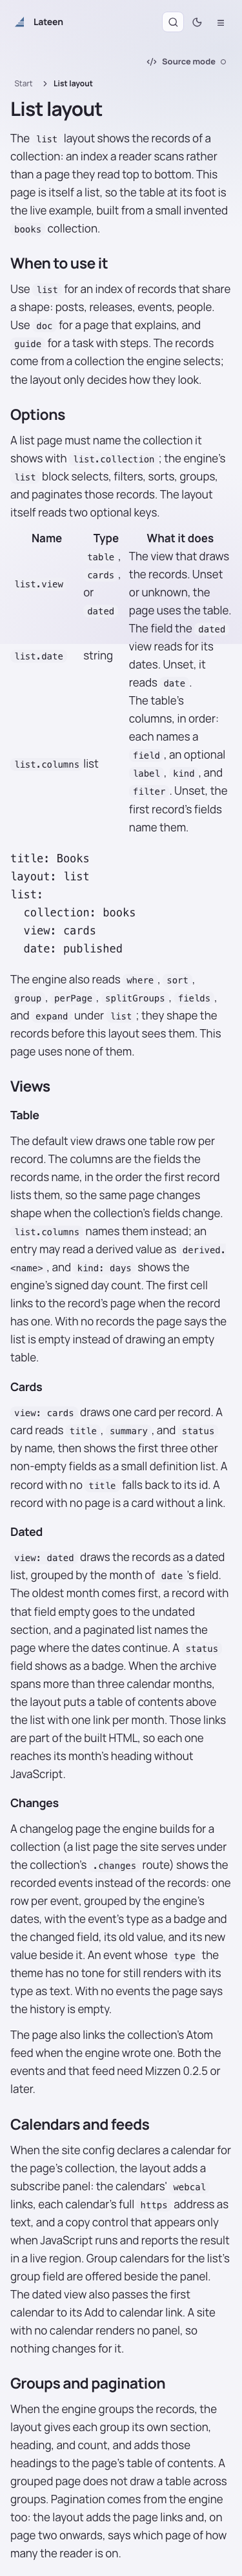 Lateen
Source mode
Start > List layout
List layout
The list layout shows the records of a
collection: an index a reader scans rather
than a page they read top to bottom. This
page is itself a list, so the table at its foot is
the live example, built from a small invented
books collection.
When to use it
Use list for an index of records that share
a shape: posts, releases, events, people.
Use doc for a page that explains, and
guide for a task with steps. The records
come from a collection the engine selects;
the layout only decides how they look.
Options
A list page must name the collection it
shows with list.collection; the engine's
list block selects, filters, sorts, groups,
and paginates those records. The layout
itself reads two optional keys.
Name Type What it does
list.view table, cards, or dated The view that draws the records. Unset or unknown, the page uses the table.
list.date string The field the dated view reads for its dates. Unset, it reads date.
list.columns list The table's columns, in order: each names a field, an optional label, kind, and filter. Unset, the first record's fields name them.
title: Books
layout: list
list:
  collection: books
  view: cards
  date: published
The engine also reads where, sort,
group, perPage, splitGroups, fields,
and expand under list; they shape the
records before this layout sees them. This
page uses none of them.
Views
Table
The default view draws one table row per
record. The columns are the fields the
records name, in the order the first record
lists them, so the same page changes
shape when the collection's fields change.
list.columns names them instead; an
entry may read a derived value as derived.
<name>, and kind: days shows the
engine's signed day count. The first cell
links to the record's page when the record
has one. With no records the page says the
list is empty instead of drawing an empty
table.
Cards
view: cards draws one card per record. A
card reads title, summary, and status
by name, then shows the first three other
non-empty fields as a small definition list. A
record with no title falls back to its id. A
record with no page is a card without a link.
Dated
view: dated draws the records as a dated
list, grouped by the month of date's field.
The oldest month comes first, a record with
that field empty goes to the undated
section, and a paginated list names the
page where the dates continue. A status
field shows as a badge. When the archive
spans more than three calendar months,
the layout puts a table of contents above
the list with one link per month. Those links
are part of the built HTML, so each one
reaches its month's heading without
JavaScript.
Changes
A changelog page the engine builds for a
collection (a list page the site serves under
the collection's .changes route) shows the
recorded events instead of the records: one
row per event, grouped by the engine's
dates, with the event's type as a badge and
the changed field, its old value, and its new
value beside it. An event whose type the
theme has no tone for still renders with its
type as text. With no events the page says
the history is empty.
The page also links the collection's Atom
feed when the engine wrote one. Both the
events and that feed need Mizzen 0.2.5 or
later.
Calendars and feeds
When the site config declares a calendar for
the page's collection, the layout adds a
subscribe panel: the calendars' webcal
links, each calendar's full https address as
text, and a copy control that appears only
when JavaScript runs and reports the result
in a live region. Group calendars for the list's
group field are offered beside the panel.
The dated view also passes the first
calendar to its Add to calendar link. A site
with no calendar renders no panel, so
nothing changes for it.
Groups and pagination
When the engine groups the records, the
layout gives each group its own section,
heading, and count, and adds those
headings to the page's table of contents. A
grouped page does not draw a table across
groups. Pagination comes from the engine
too: the layout adds the page links and, on
page two onwards, says which page of how
many the reader is on.